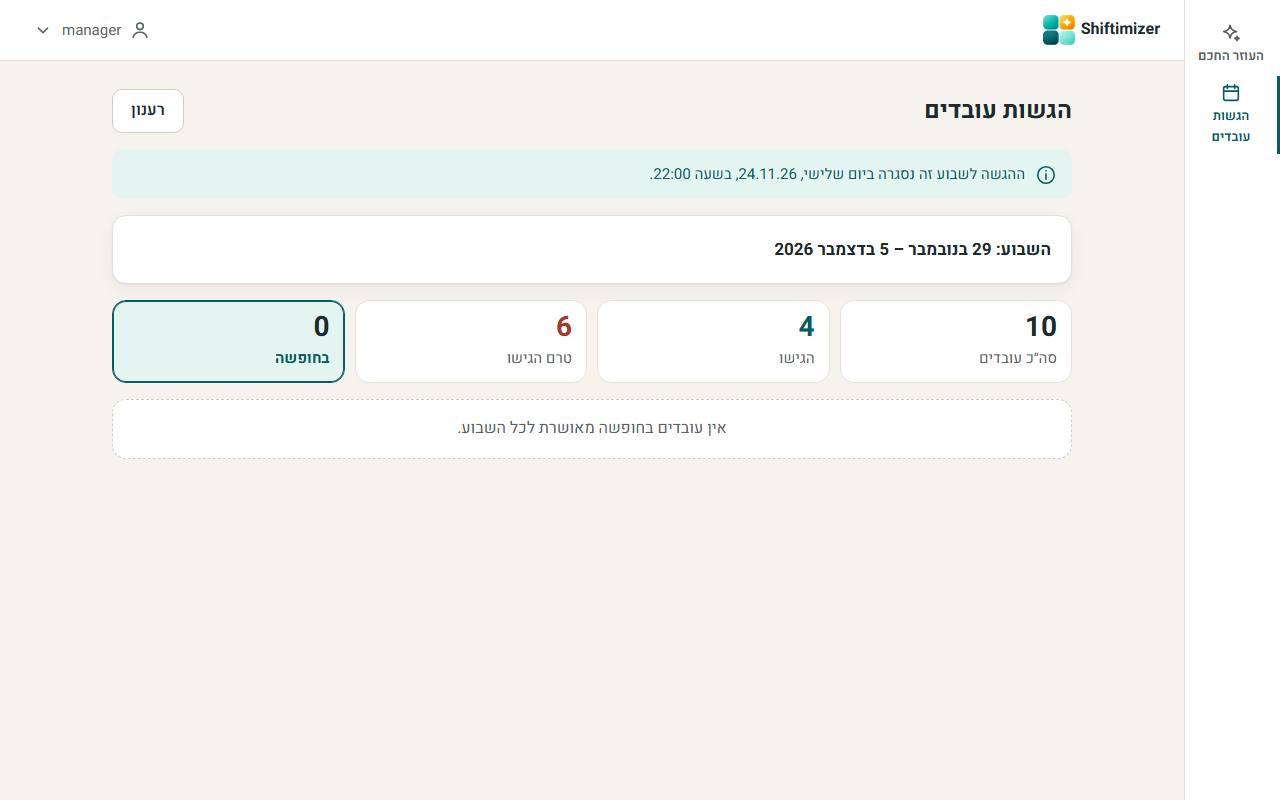 Shiftimizer
manager
העוזר החכם
הגשות
עובדים
הגשות עובדים
רענון
ההגשה לשבוע זה נסגרה ביום שלישי, 24.11.26, בשעה 22:00.
השבוע: 29 בנובמבר – 5 בדצמבר 2026
10
סה"כ עובדים
4
הגישו
6
טרם הגישו
0
בחופשה
אין עובדים בחופשה מאושרת לכל השבוע.